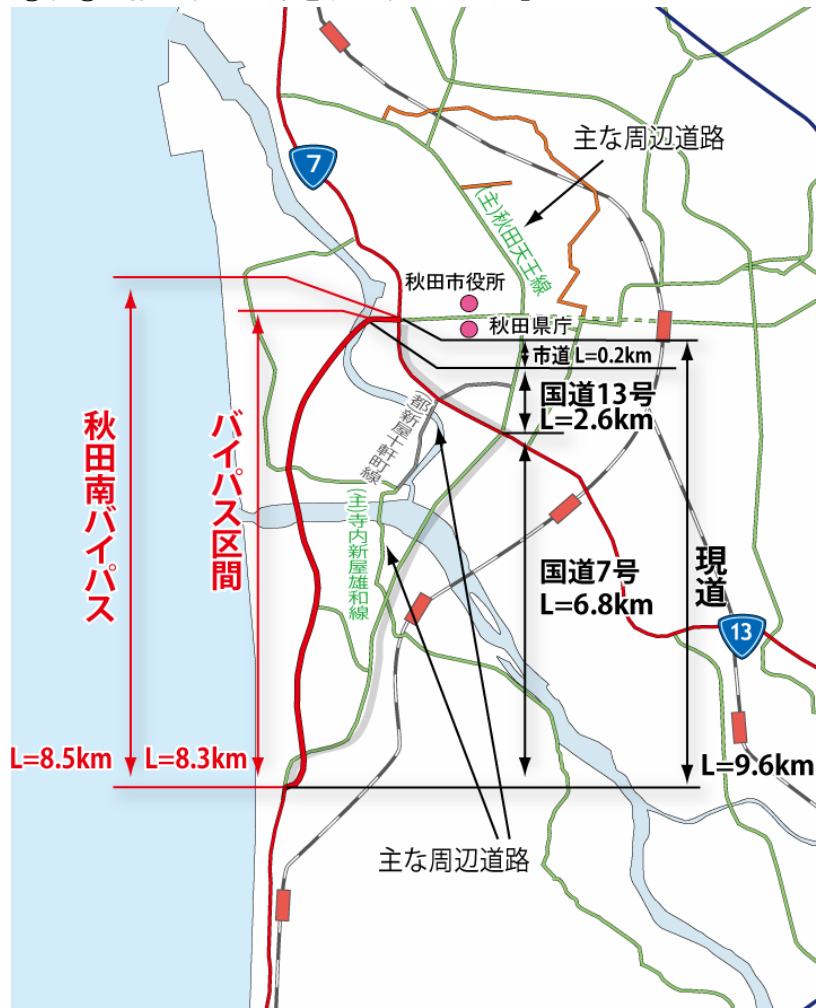 主な周辺道路
7
(主)秋田天王線
秋田市役所
秋田県庁
市道 L=0.2km
国道13号
L=2.6km
(都)新屋十軒町線
秋田南バイパス
バイパス区間
(主)寺内新屋雄和線
国道7号
L=6.8km
現道
13
L=8.5km
L=8.3km
L=9.6km
主な周辺道路